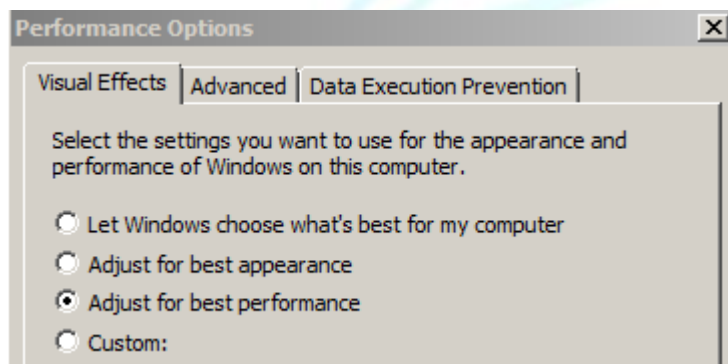 Performance Options
Visual Effects Advanced Data Execution Prevention
Select the settings you want to use for the appearance and
performance of Windows on this computer.
Let Windows choose what's best for my computer
Adjust for best appearance
Adjust for best performance
Custom: